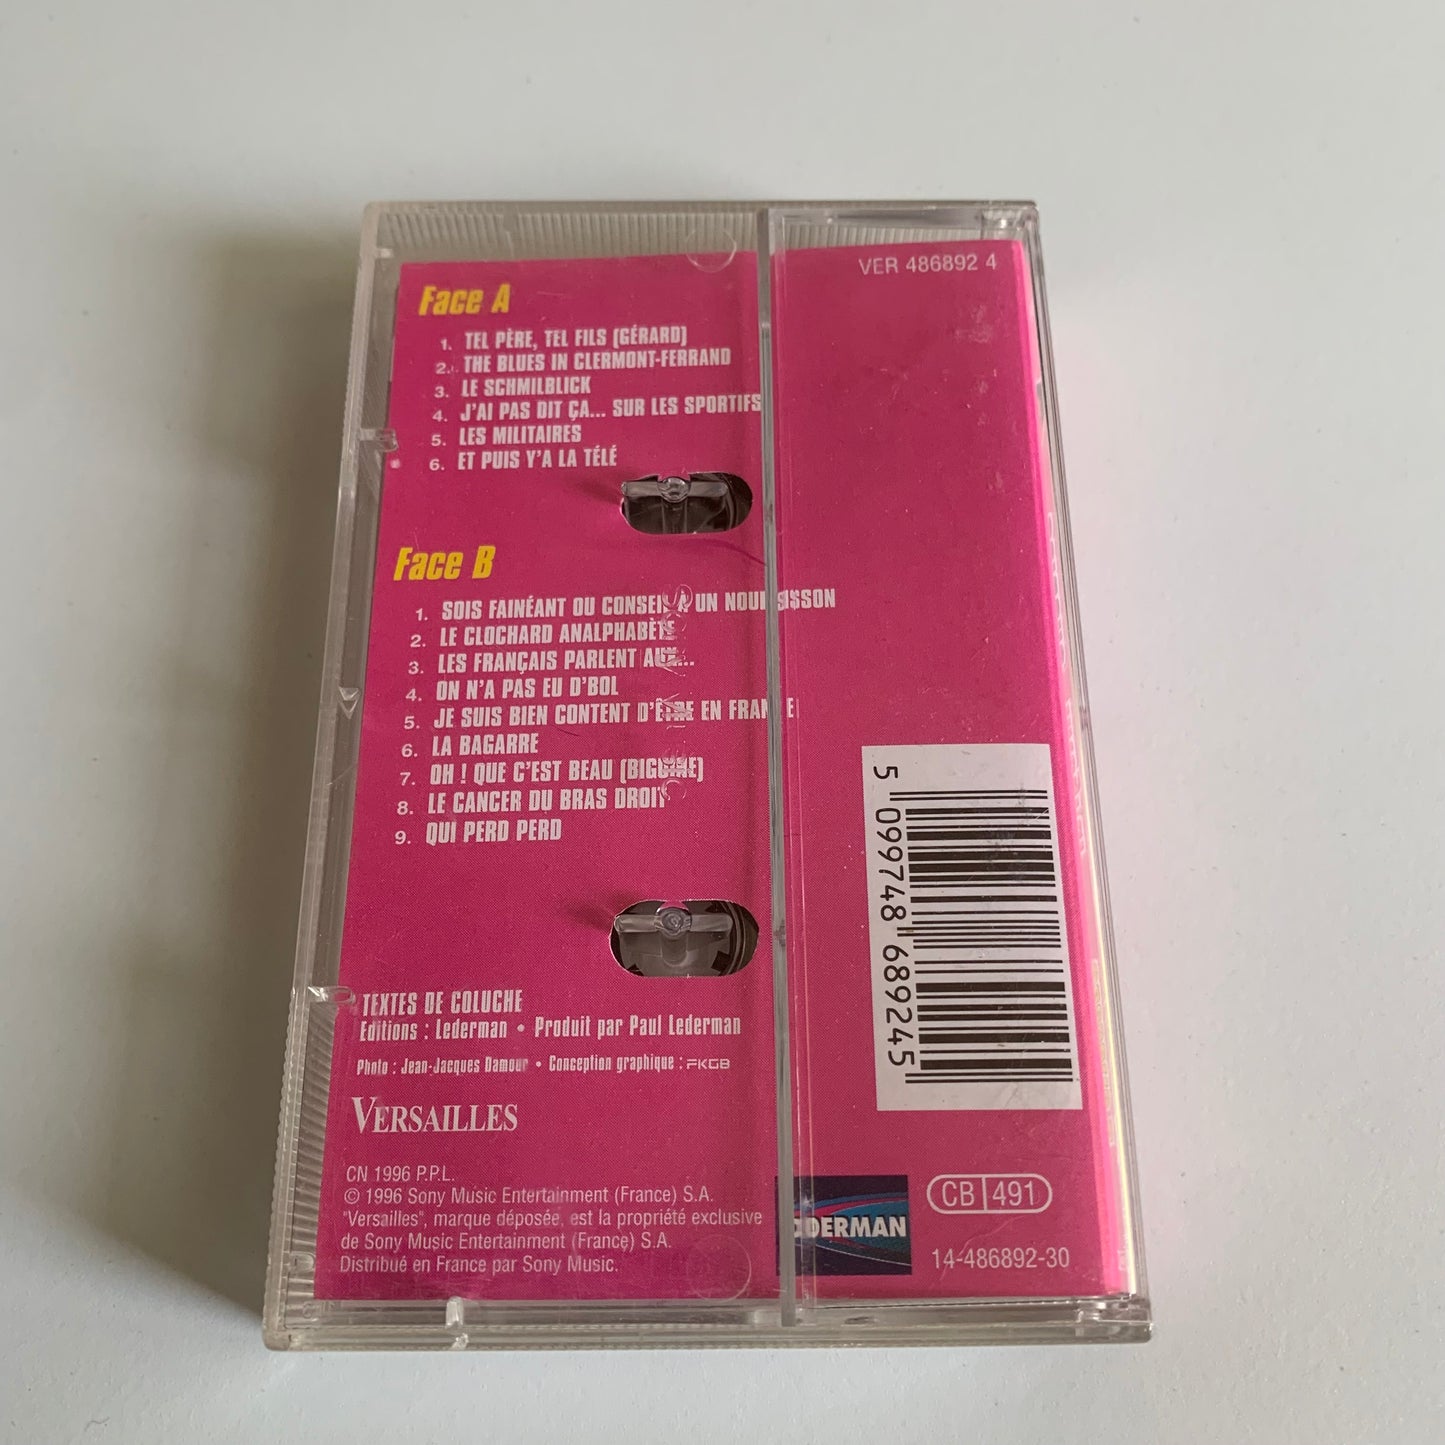 VER 486892 4
Face A
1. TEL PÈRE, TEL FILS (GÉRARD)
2. THE BLUES IN CLERMONT-FERRAND
3. LE SCHMILBLICK
4. J'AI PAS DIT ÇA... SUR LES SPORTIFS
5. LES MILITAIRES
6. ET PUIS Y'A LA TÉLÉ
Face B
1. SOIS FAINÉANT OU CONSEIL À UN NOURRISSON
2. LE CLOCHARD ANALPHABÈTE
3. LES FRANÇAIS PARLENT AUX...
4. ON N'A PAS EU D'BOL
5. JE SUIS BIEN CONTENT D'ÊTRE EN FRANCE
6. LA BAGARRE
7. OH ! QUE C'EST BEAU (BIGUINE)
8. LE CANCER DU BRAS DROIT
9. QUI PERD PERD
5 099748 689245
TEXTES DE COLUCHE
Editions : Lederman • Produit par Paul Lederman
Photo : Jean-Jacques Damour • Conception graphique : FKGB
VERSAILLES
CN 1996 P.P.L.
© 1996 Sony Music Entertainment (France) S.A.
"Versailles", marque déposée, est la propriété exclusive
de Sony Music Entertainment (France) S.A.
Distribué en France par Sony Music.
CB 491
14-486892-30